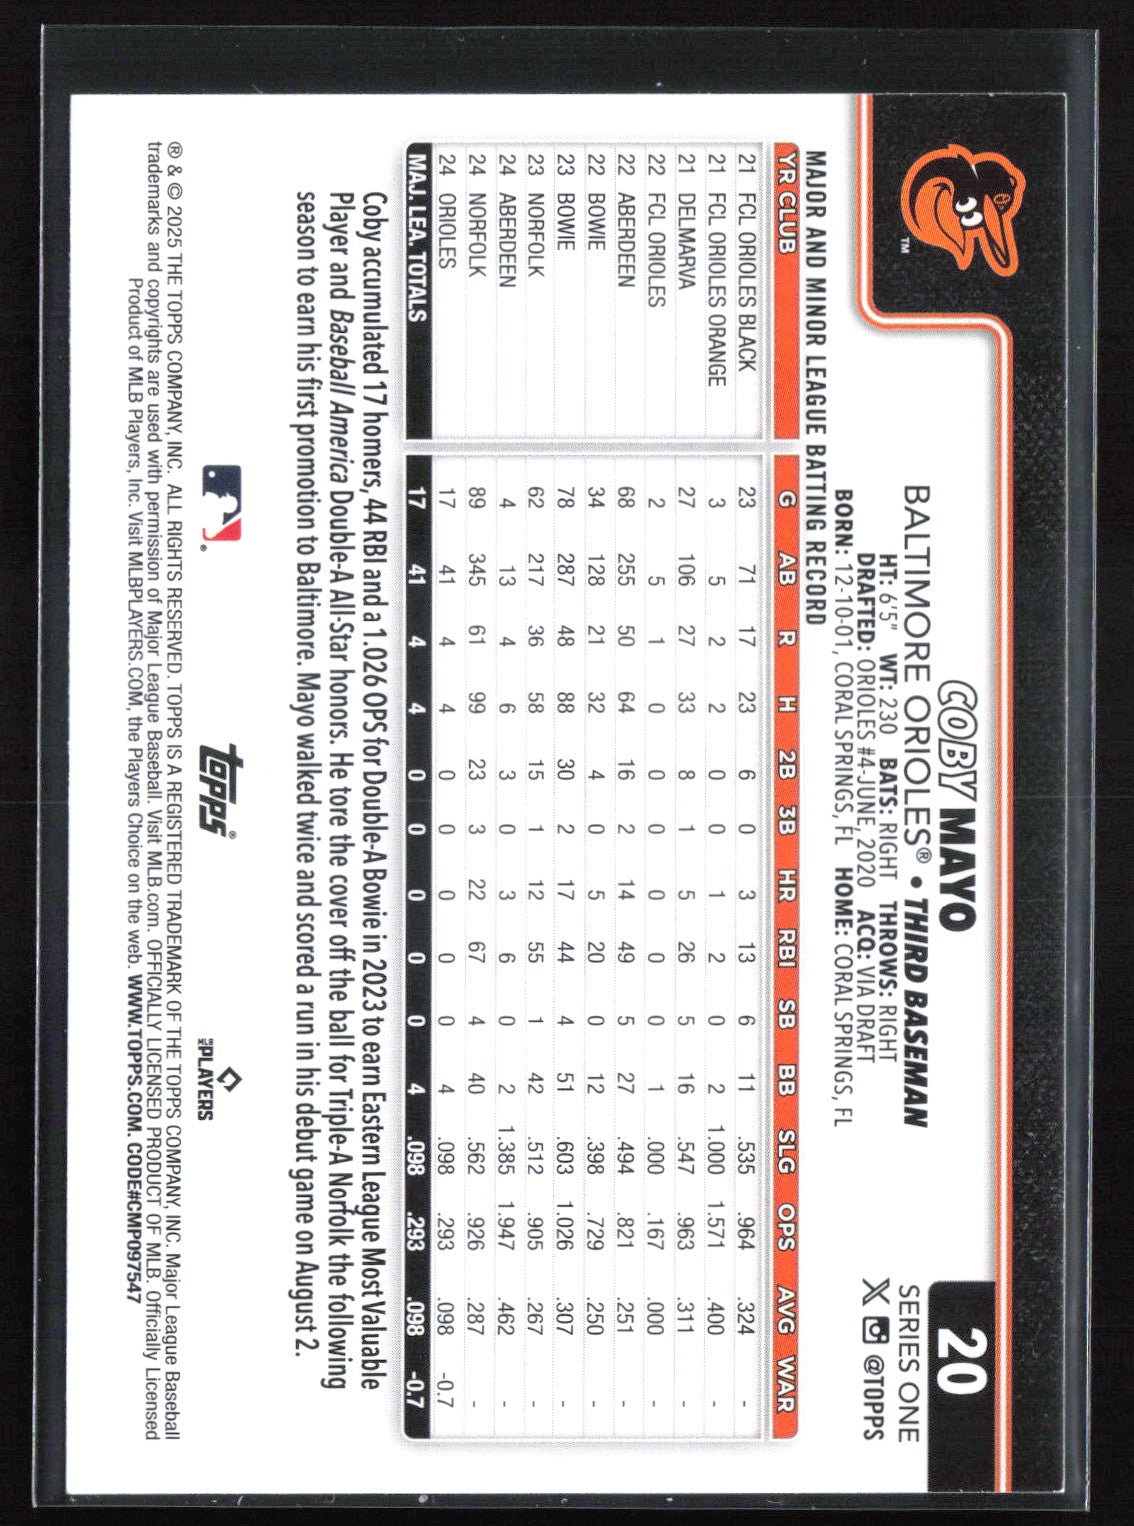 TM
COBY MAYO
BALTIMORE ORIOLES® • THIRD BASEMAN
HT: 6'5" WT: 230 BATS: RIGHT THROWS: RIGHT
DRAFTED: ORIOLES #4-JUNE, 2020 ACQ: VIA DRAFT
BORN: 12-10-01, CORAL SPRINGS, FL HOME: CORAL SPRINGS, FL
20
SERIES ONE
X @TOPPS
MAJOR AND MINOR LEAGUE BATTING RECORD
YR CLUB G AB R H 2B 3B HR RBI SB BB SLG OPS AVG WAR
21 FCL ORIOLES BLACK 23 71 17 23 6 0 3 13 6 11 .535 .964 .324 -
21 FCL ORIOLES ORANGE 3 5 2 2 0 0 1 2 0 2 1.000 1.571 .400 -
21 DELMARVA 27 106 27 33 8 1 5 26 5 16 .547 .963 .311 -
22 FCL ORIOLES 2 5 1 0 0 0 0 0 0 1 .000 .167 .000 -
22 ABERDEEN 68 255 50 64 16 2 14 49 5 27 .494 .821 .251 -
22 BOWIE 34 128 21 32 4 0 5 20 0 12 .398 .729 .250 -
23 BOWIE 78 287 48 88 30 2 17 44 4 51 .603 1.026 .307 -
23 NORFOLK 62 217 36 58 15 1 12 55 1 42 .512 .905 .267 -
24 ABERDEEN 4 13 4 6 3 0 3 6 0 2 1.385 1.947 .462 -
24 NORFOLK 89 345 61 99 23 3 22 67 4 40 .562 .926 .287 -
24 ORIOLES 17 41 4 4 0 0 0 0 0 4 .098 .293 .098 -0.7
MAJ. LEA. TOTALS 17 41 4 4 0 0 0 0 0 4 .098 .293 .098 -0.7
Coby accumulated 17 homers, 44 RBI and a 1.026 OPS for Double-A Bowie in 2023 to earn Eastern League Most Valuable
Player and Baseball America Double-A All-Star honors. He tore the cover off the ball for Triple-A Norfolk the following
season to earn his first promotion to Baltimore. Mayo walked twice and scored a run in his debut game on August 2.
topps®
MLB PLAYERS
® & © 2025 THE TOPPS COMPANY, INC. ALL RIGHTS RESERVED. TOPPS IS A REGISTERED TRADEMARK OF THE TOPPS COMPANY, INC. Major League Baseball
trademarks and copyrights are used with permission of Major League Baseball. Visit MLB.com. OFFICIALLY LICENSED PRODUCT OF MLB. Officially Licensed
Product of MLB Players, Inc. Visit MLBPLAYERS.COM, the Players Choice on the web. WWW.TOPPS.COM. CODE#CMP097547